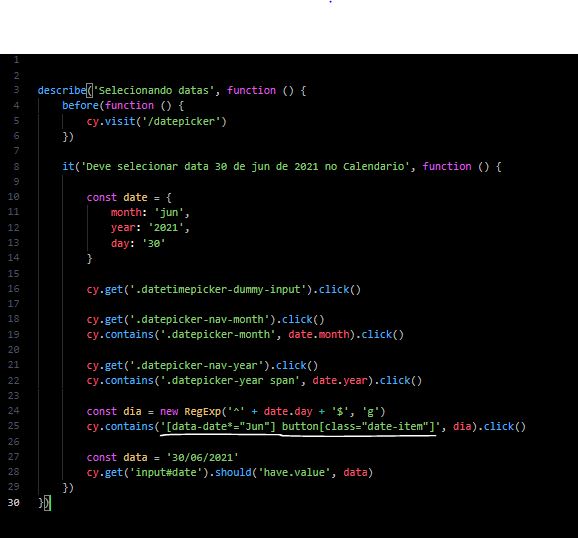 1
2
3 describe('Selecionando datas', function () {
4 before(function () {
5 cy.visit('/datepicker')
6 })
7
8 it('Deve selecionar data 30 de jun de 2021 no Calendario', function () {
9
10 const date = {
11 month: 'jun',
12 year: '2021',
13 day: '30'
14 }
15
16 cy.get('.datetimepicker-dummy-input').click()
17
18 cy.get('.datepicker-nav-month').click()
19 cy.contains('.datepicker-month', date.month).click()
20
21 cy.get('.datepicker-nav-year').click()
22 cy.contains('.datepicker-year span', date.year).click()
23
24 const dia = new RegExp('^' + date.day + '$', 'g')
25 cy.contains('[data-date*="Jun"] button[class="date-item"]', dia).click()
26
27 const data = '30/06/2021'
28 cy.get('input#date').should('have.value', data)
29 })
30 })